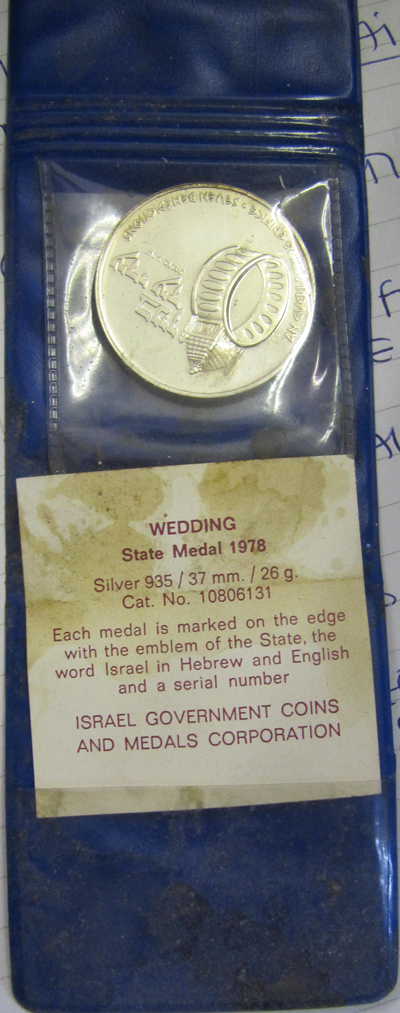 SEVEN BENEDICTIONS
WEDDING
State Medal 1978
Silver 935 / 37 mm. / 26 g.
Cat. No. 10806131
Each medal is marked on the edge
with the emblem of the State, the
word Israel in Hebrew and English
and a serial number
ISRAEL GOVERNMENT COINS
AND MEDALS CORPORATION